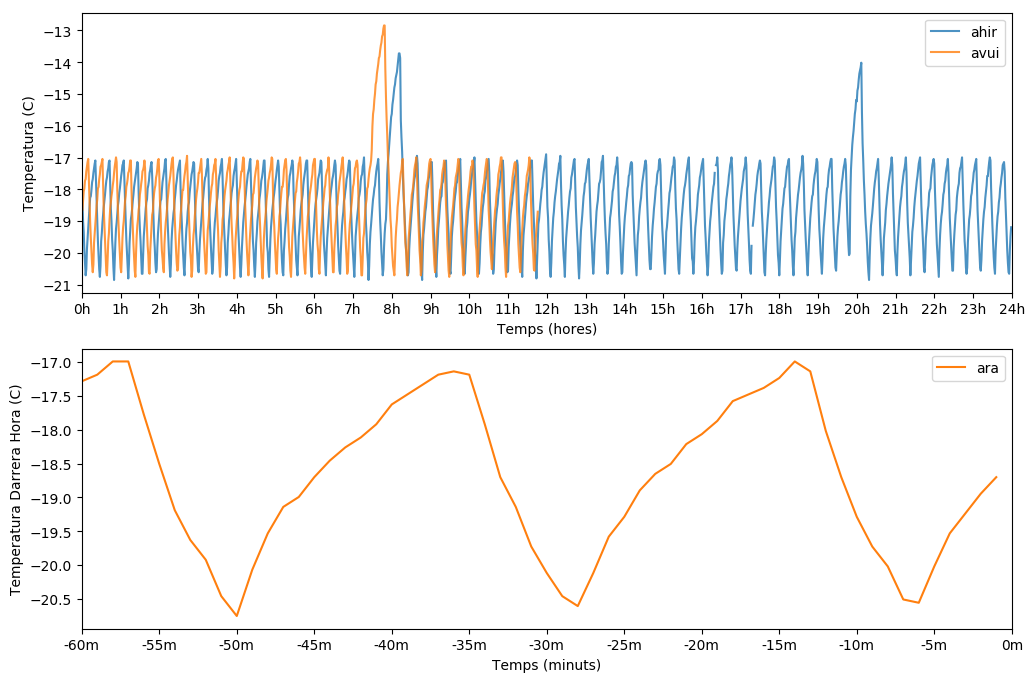 Temperatura (C)
−13
−14
−15
−16
−17
−18
−19
−20
−21
ahir
avui
0h 1h 2h 3h 4h 5h 6h 7h 8h 9h 10h 11h 12h 13h 14h 15h 16h 17h 18h 19h 20h 21h 22h 23h 24h
Temps (hores)
Temperatura Darrera Hora (C)
−17.0
−17.5
−18.0
−18.5
−19.0
−19.5
−20.0
−20.5
ara
-60m -55m -50m -45m -40m -35m -30m -25m -20m -15m -10m -5m 0m
Temps (minuts)